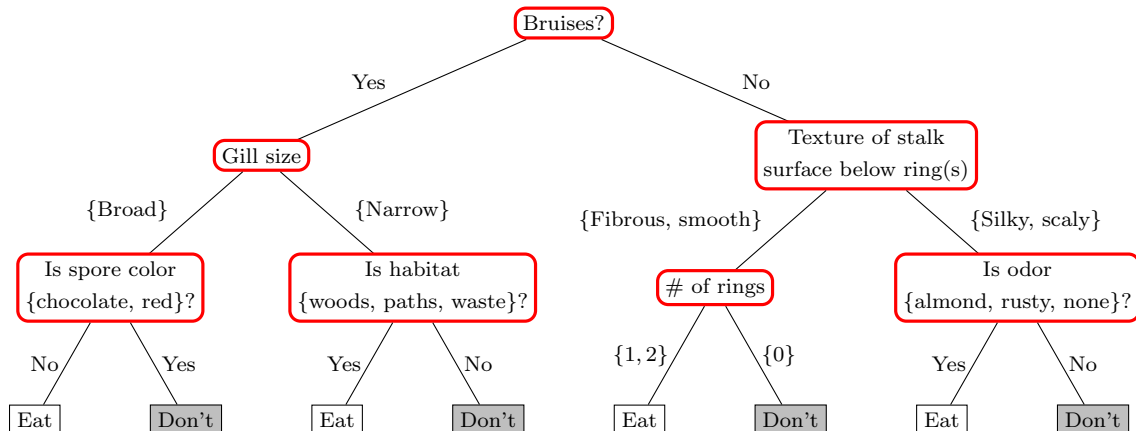 Bruises?
Yes
No
Gill size
Texture of stalk
surface below ring(s)
{Broad}
{Narrow}
{Fibrous, smooth}
{Silky, scaly}
Is spore color
{chocolate, red}?
Is habitat
{woods, paths, waste}?
# of rings
Is odor
{almond, rusty, none}?
No
Yes
Yes
No
{1, 2}
{0}
Yes
No
Eat
Don't
Eat
Don't
Eat
Don't
Eat
Don't